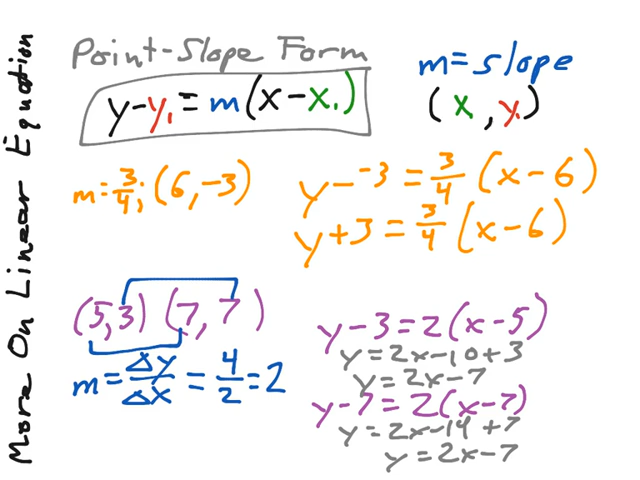 More On Linear Equation
Point-Slope Form
y-y₁=m(x-x₁)
m=slope
(x, y₁)
m=3/4; (6,-3)
y--3=3/4(x-6)
y+3=3/4(x-6)
(5,3) (7,7)
m=Δy/Δx=4/2=2
y-3=2(x-5)
y=2x-10+3
y=2x-7
y-7=2(x-7)
y=2x-14+7
y=2x-7